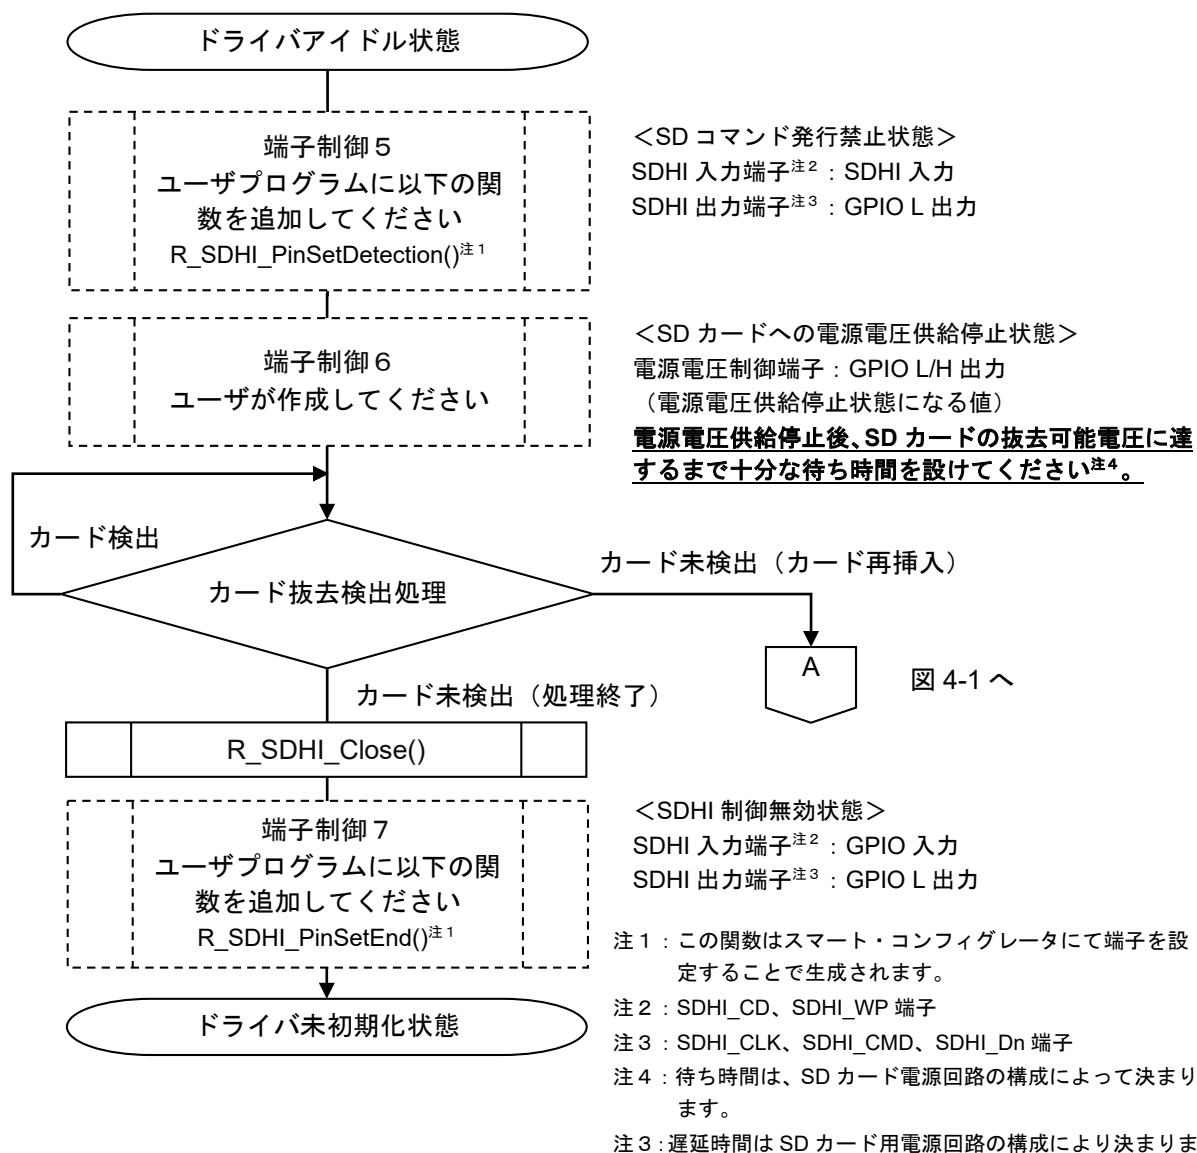 ドライバアイドル状態
端子制御５
ユーザプログラムに以下の関
数を追加してください
R_SDHI_PinSetDetection()注１
＜SD コマンド発行禁止状態＞
SDHI 入力端子注２：SDHI 入力
SDHI 出力端子注３：GPIO L 出力
端子制御６
ユーザが作成してください
＜SD カードへの電源電圧供給停止状態＞
電源電圧制御端子：GPIO L/H 出力
（電源電圧供給停止状態になる値）
電源電圧供給停止後、SD カードの抜去可能電圧に達
するまで十分な待ち時間を設けてください注４。
カード検出
カード抜去検出処理
カード未検出（カード再挿入）
A
図 4-1 へ
カード未検出（処理終了）
R_SDHI_Close()
端子制御７
ユーザプログラムに以下の関
数を追加してください
R_SDHI_PinSetEnd()注１
＜SDHI 制御無効状態＞
SDHI 入力端子注２：GPIO 入力
SDHI 出力端子注３：GPIO L 出力
ドライバ未初期化状態
注１：この関数はスマート・コンフィグレータにて端子を設
定することで生成されます。
注２：SDHI_CD、SDHI_WP 端子
注３：SDHI_CLK、SDHI_CMD、SDHI_Dn 端子
注４：待ち時間は、SD カード電源回路の構成によって決まり
ます。
注３：遅延時間は SD カード用電源回路の構成により決まりま